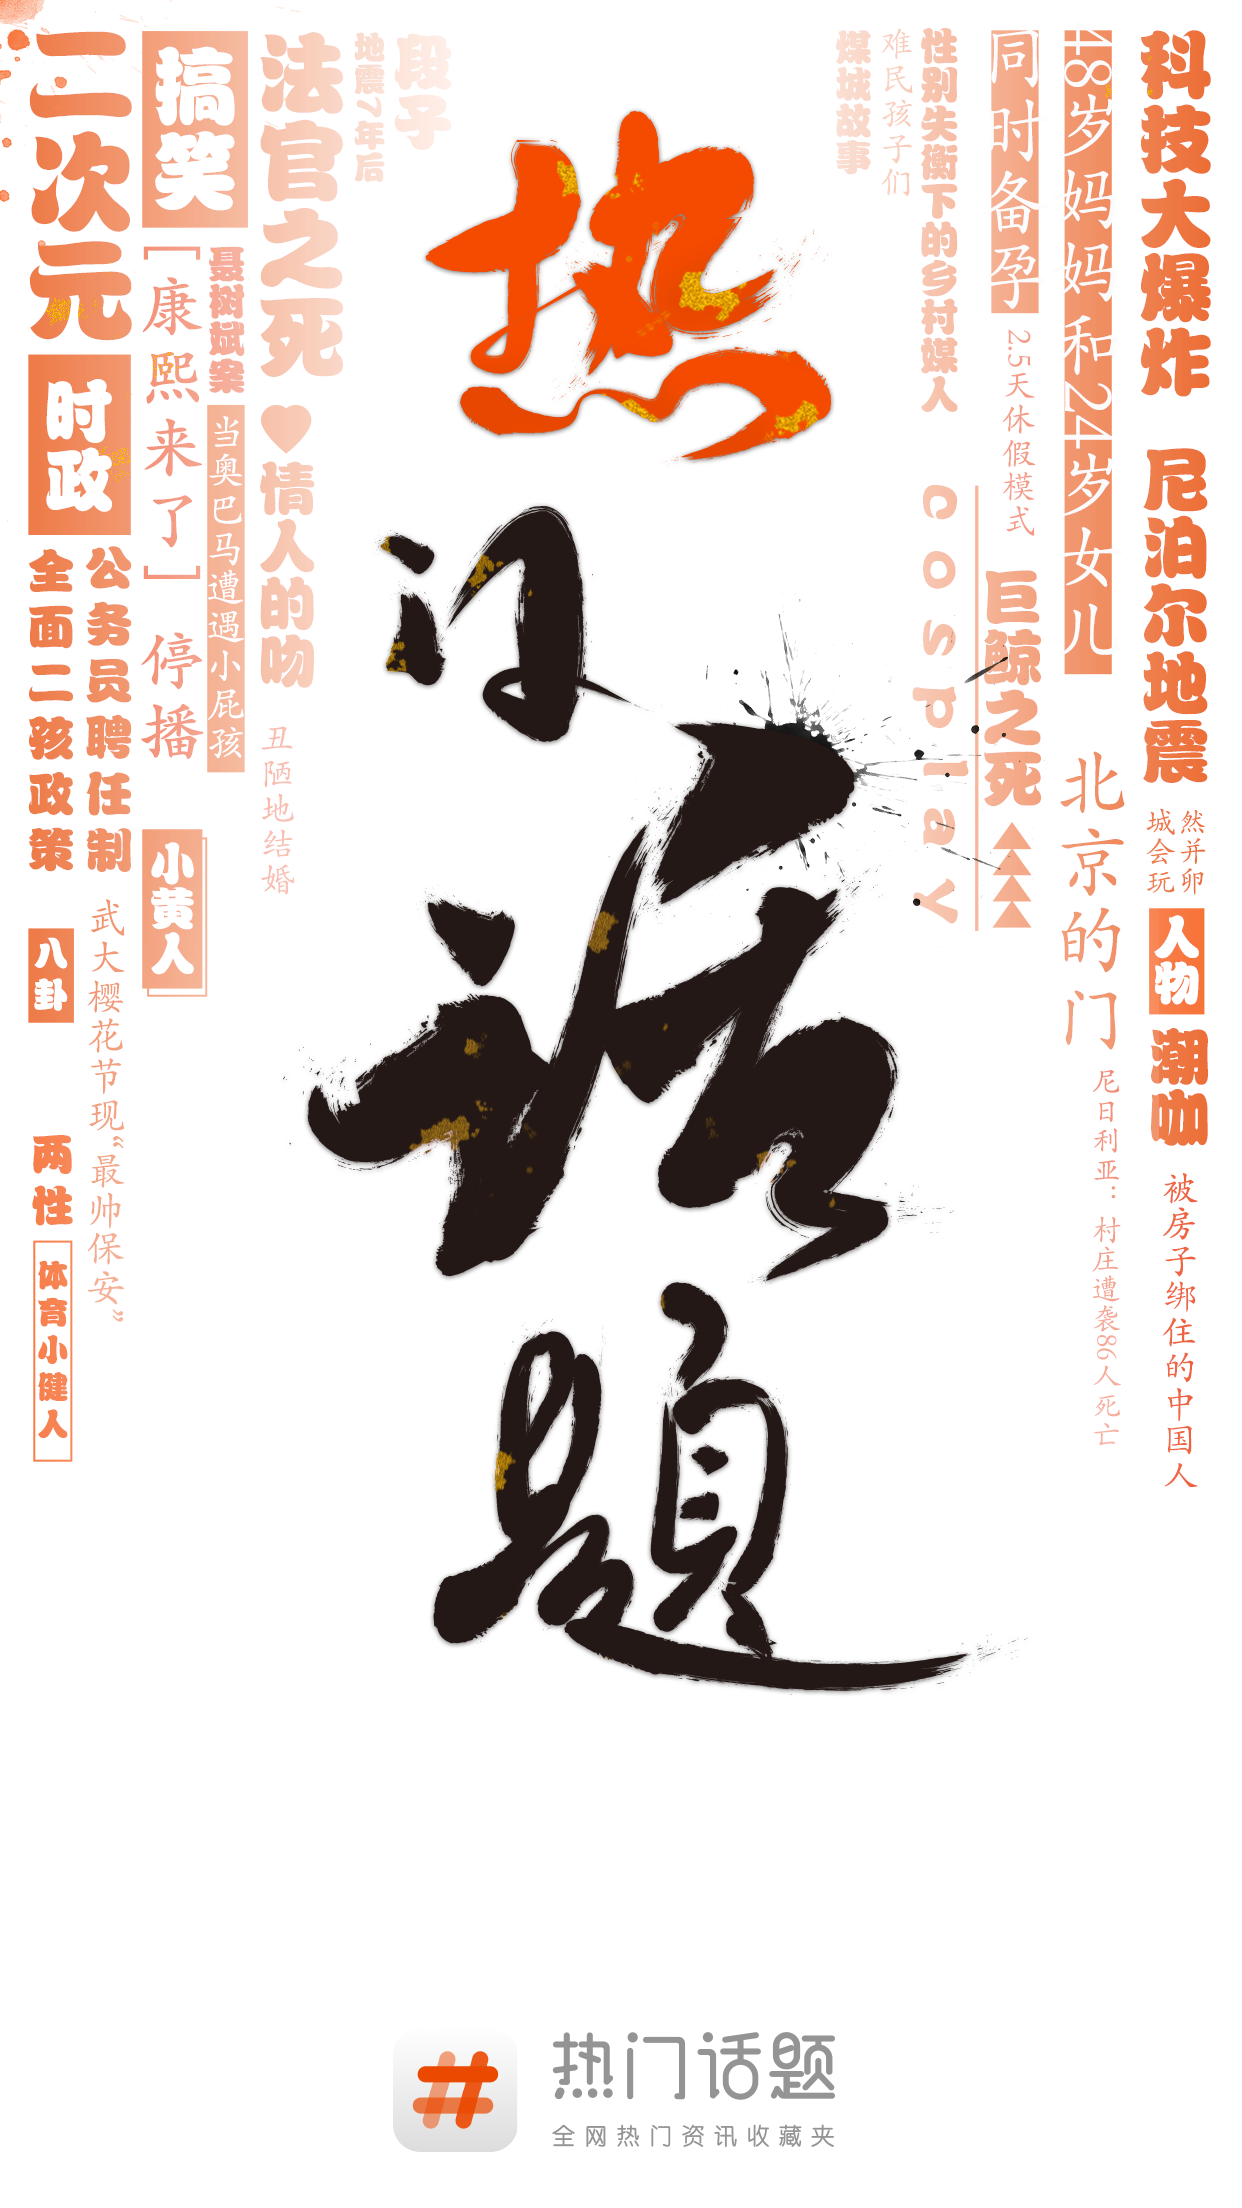 热门话题
科技大爆炸
尼泊尔地震
然并卵
城会玩
人物
潮咖
被房子绑住的中国人
48岁妈妈和24岁女儿
北京的门
尼日利亚：村庄遭袭86人死亡
同时备孕
2.5天休假模式
巨鲸之死
性别失衡下的乡村媒人
cosplay
难民孩子们
煤城故事
段子
地震7年后
法官之死
情人的吻
丑陋地结婚
聂树斌案
当奥巴马遭遇小屁孩
搞笑
[康熙来了]停播
小黄人
二次元
时政
公务员聘任制
全面二孩政策
武大樱花节现“最帅保安”
八卦
两性
体育小健人
热门话题
全网热门资讯收藏夹